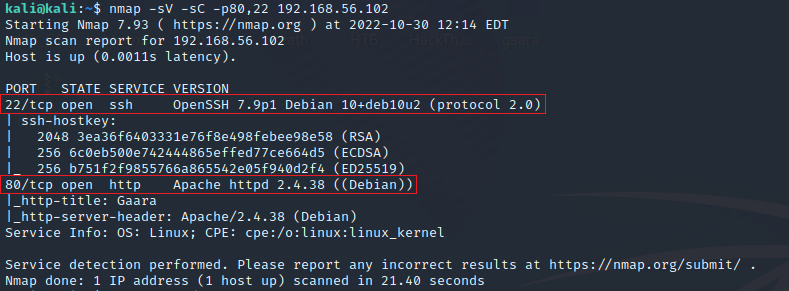 kali@kali:~$ nmap -sV -sC -p80,22 192.168.56.102
Starting Nmap 7.93 ( https://nmap.org ) at 2022-10-30 12:14 EDT
Nmap scan report for 192.168.56.102
Host is up (0.0011s latency).

PORT   STATE SERVICE VERSION
22/tcp open  ssh     OpenSSH 7.9p1 Debian 10+deb10u2 (protocol 2.0)
| ssh-hostkey:
|   2048 3ea36f6403331e76f8e498febee98e58 (RSA)
|   256 6c0eb500e742444865effed77ce664d5 (ECDSA)
|_  256 b751f2f9855766a865542e05f940d2f4 (ED25519)
80/tcp open  http    Apache httpd 2.4.38 ((Debian))
|_http-title: Gaara
|_http-server-header: Apache/2.4.38 (Debian)
Service Info: OS: Linux; CPE: cpe:/o:linux:linux_kernel

Service detection performed. Please report any incorrect results at https://nmap.org/submit/ .
Nmap done: 1 IP address (1 host up) scanned in 21.40 seconds